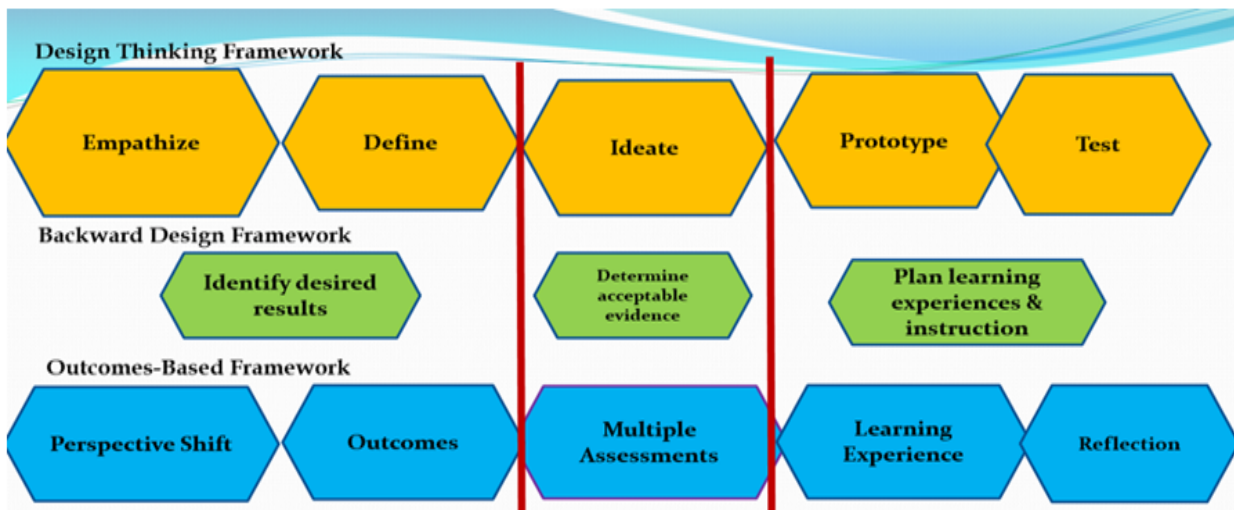 Design Thinking Framework
Empathize
Define
Ideate
Prototype
Test
Backward Design Framework
Identify desired
results
Determine
acceptable
evidence
Plan learning
experiences &
instruction
Outcomes-Based Framework
Perspective Shift
Outcomes
Multiple
Assessments
Learning
Experience
Reflection